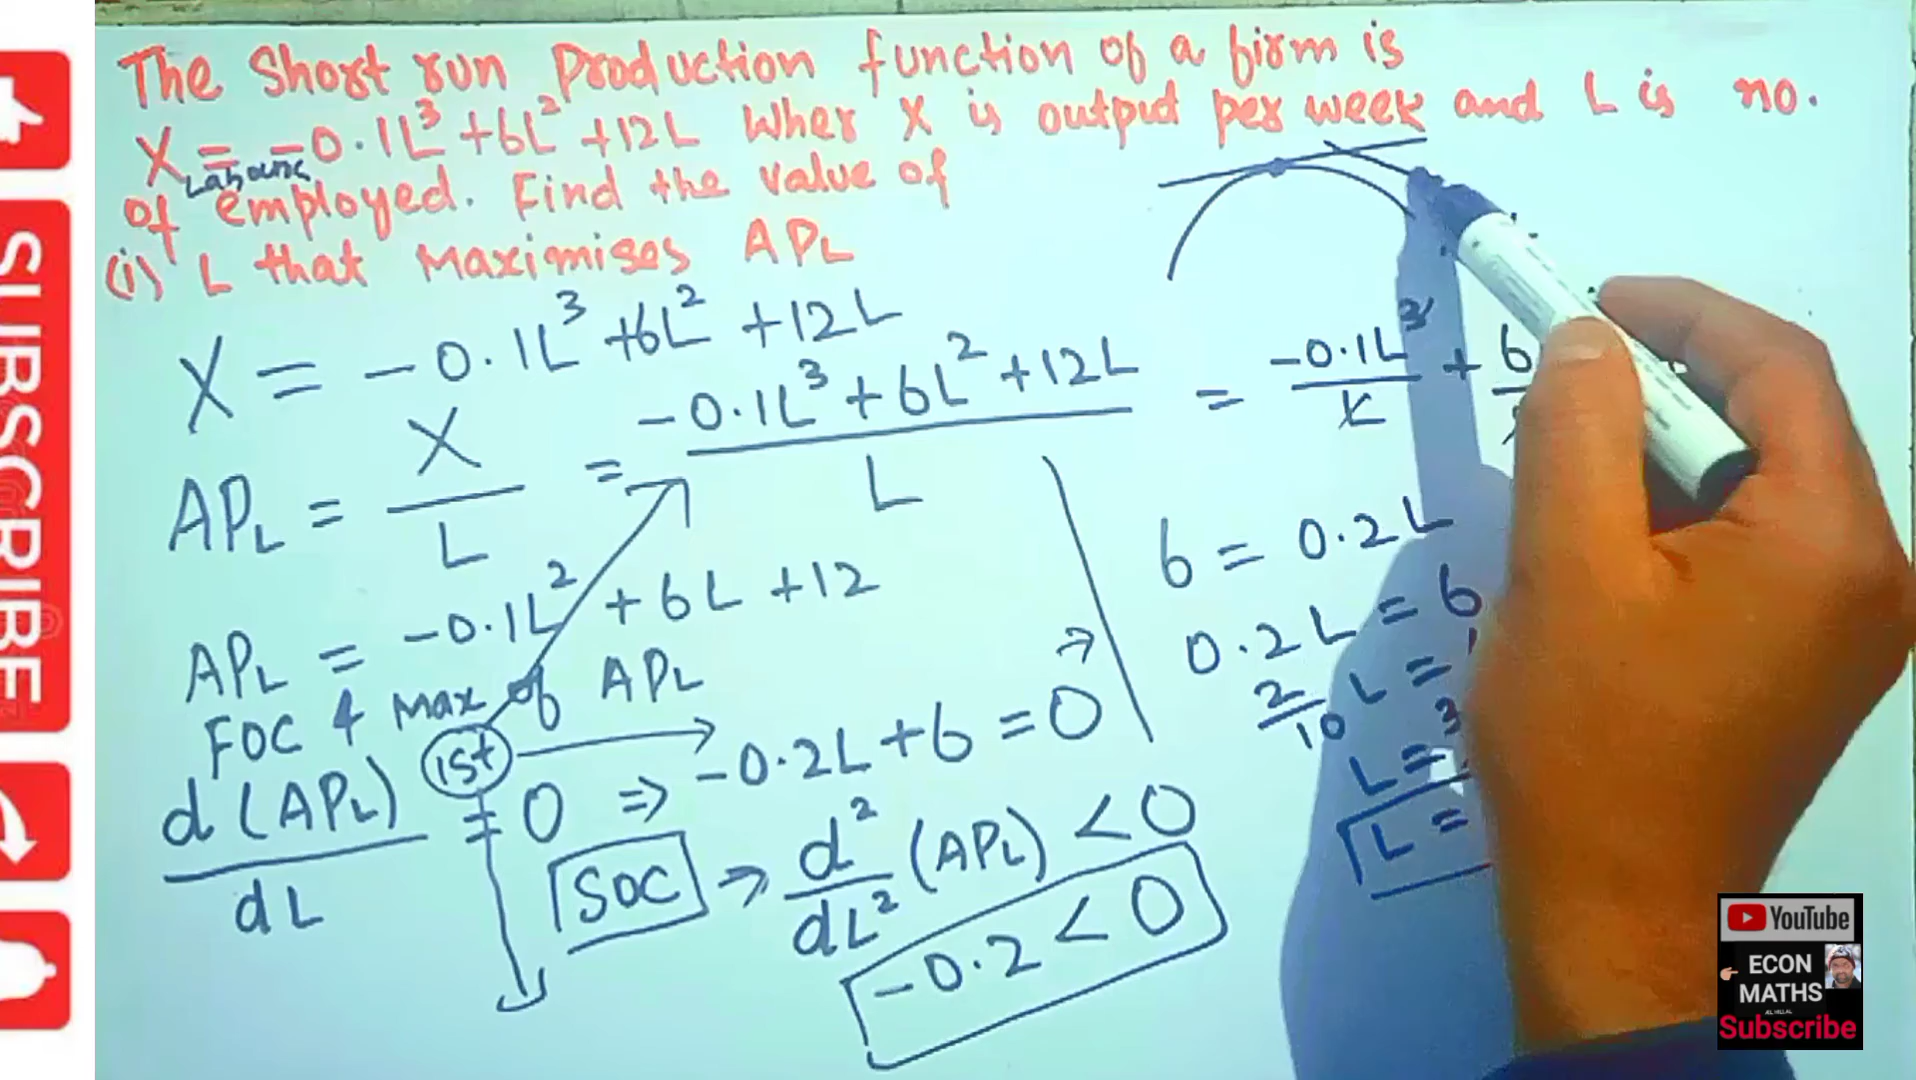 The Short run Production function of a firm is
X = -0.1L³ + 6L² + 12L Wher X is output per week and L is no.
of Labours employed. Find the value of
(i) L that Maximises APL
X = -0.1L³ + 6L² + 12L
APL = X/L = (-0.1L³ + 6L² + 12L)/L = -0.1L³/L + 6
APL = -0.1L² + 6L + 12
FOC 4 Max of APL
1st
d(APL)/dL = 0 ⇒ -0.2L + 6 = 0
SOC → d²/dL² (APL) < 0
-0.2 < 0
6 = 0.2L
0.2L = 6
2/10 L =
L = 3
L =
SUBSCRIBE
YouTube
ECON
MATHS
Subscribe